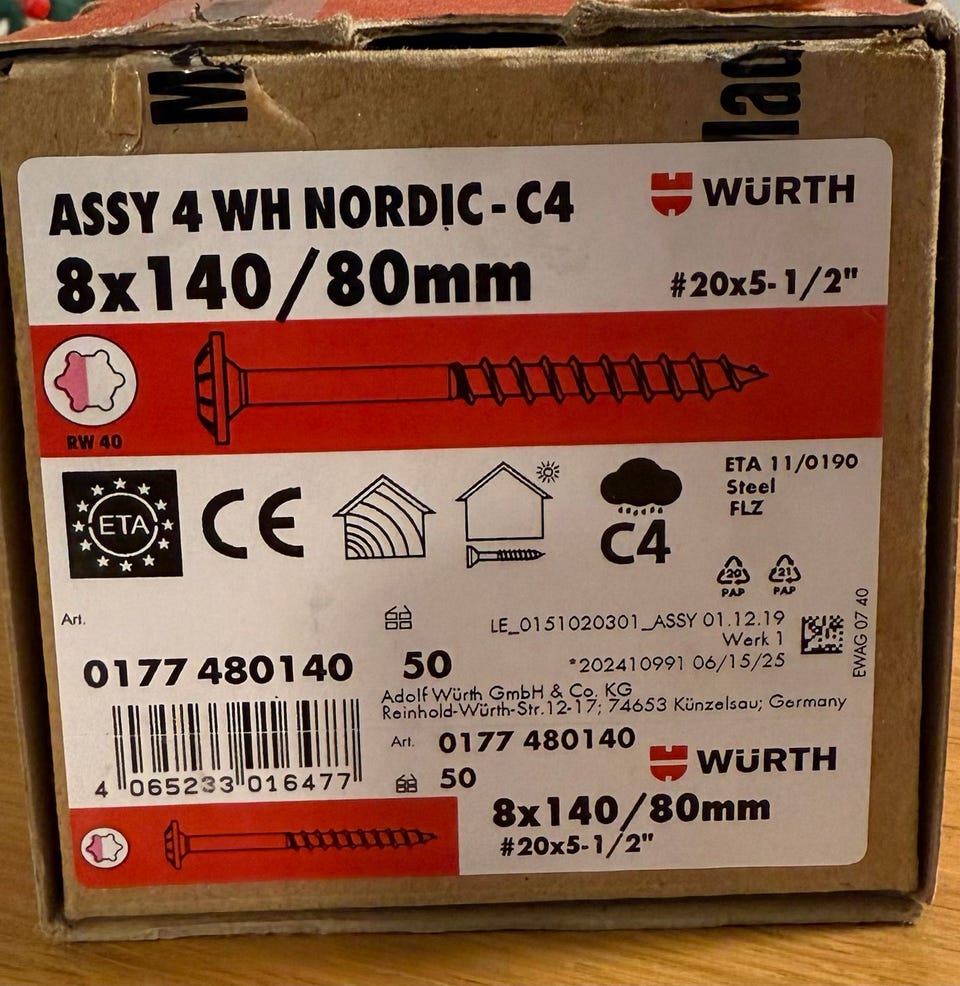 M
lad
ASSY 4 WH NORDIC - C4
WÜRTH
8x140/80mm
#20x5-1/2"
RW 40
ETA
CE
C4
ETA 11/0190
Steel
FLZ
20
PAP
21
PAP
Art.
LE_0151020301_ASSY 01.12.19
Werk 1
*202410991 06/15/25
EWAG 07 40
0177 480140
50
Adolf Würth GmbH & Co. KG
Reinhold-Würth-Str.12-17; 74653 Künzelsau; Germany
Art. 0177 480140
50
WÜRTH
4 065233 016477
8x140/80mm
#20x5-1/2"